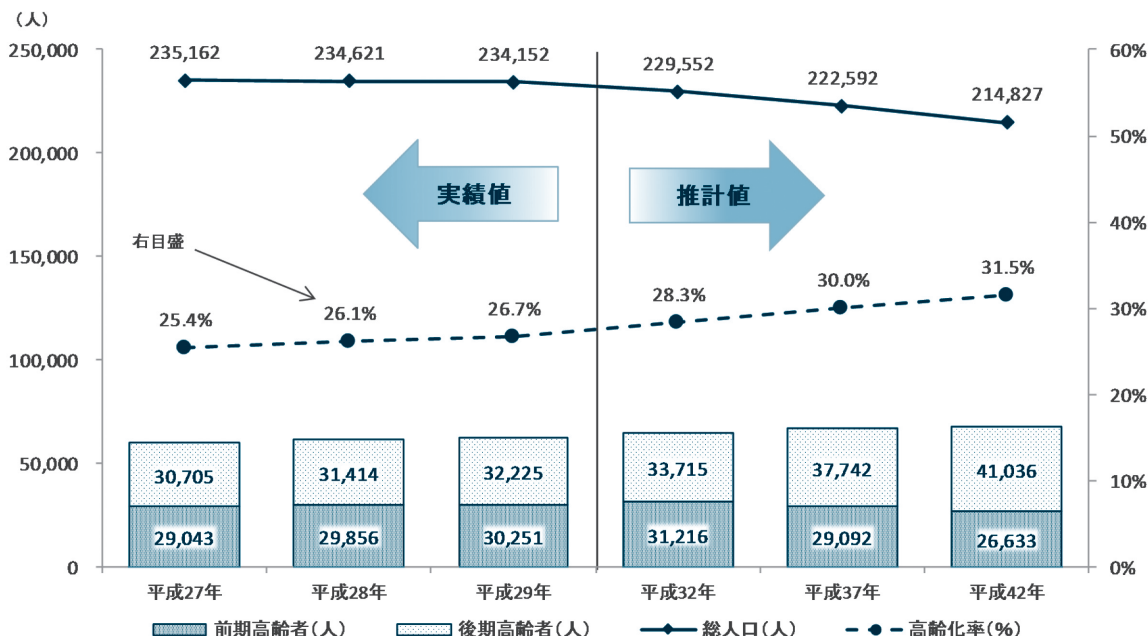 （人）
250,000
200,000
150,000
100,000
50,000
0
60%
50%
40%
30%
20%
10%
0%
235,162
234,621
234,152
229,552
222,592
214,827
実績値
推計値
右目盛
25.4%
26.1%
26.7%
28.3%
30.0%
31.5%
30,705
31,414
32,225
33,715
37,742
41,036
29,043
29,856
30,251
31,216
29,092
26,633
平成27年
平成28年
平成29年
平成32年
平成37年
平成42年
前期高齢者（人）
後期高齢者（人）
総人口（人）
高齢化率（%）